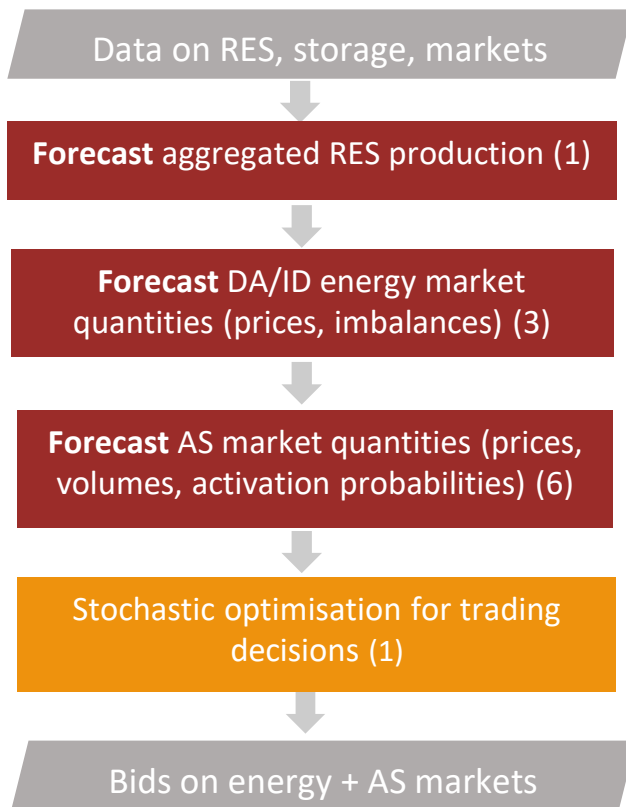 Data on RES, storage, markets
Forecast aggregated RES production (1)
Forecast DA/ID energy market
quantities (prices, imbalances) (3)
Forecast AS market quantities (prices,
volumes, activation probabilities) (6)
Stochastic optimisation for trading
decisions (1)
Bids on energy + AS markets